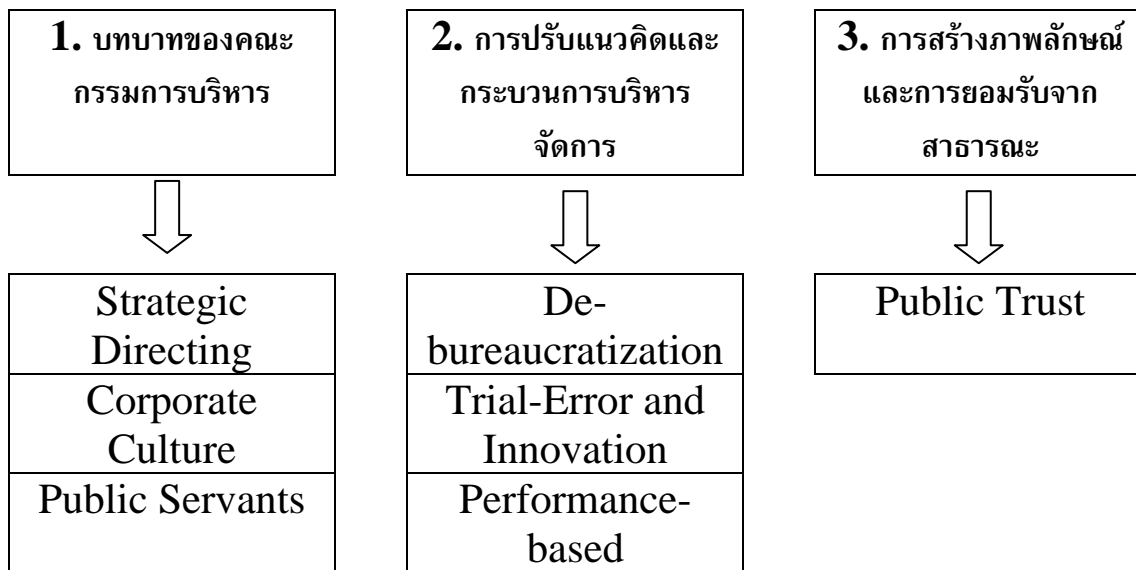 1. บทบาทของคณะ
กรรมการบริหาร
2. การปรับแนวคิดและ
กระบวนการบริหาร
จัดการ
3. การสร้างภาพลักษณ์
และการยอมรับจาก
สาธารณะ
Strategic
Directing
Corporate
Culture
Public Servants
De-
bureaucratization
Trial-Error and
Innovation
Performance-
based
Public Trust